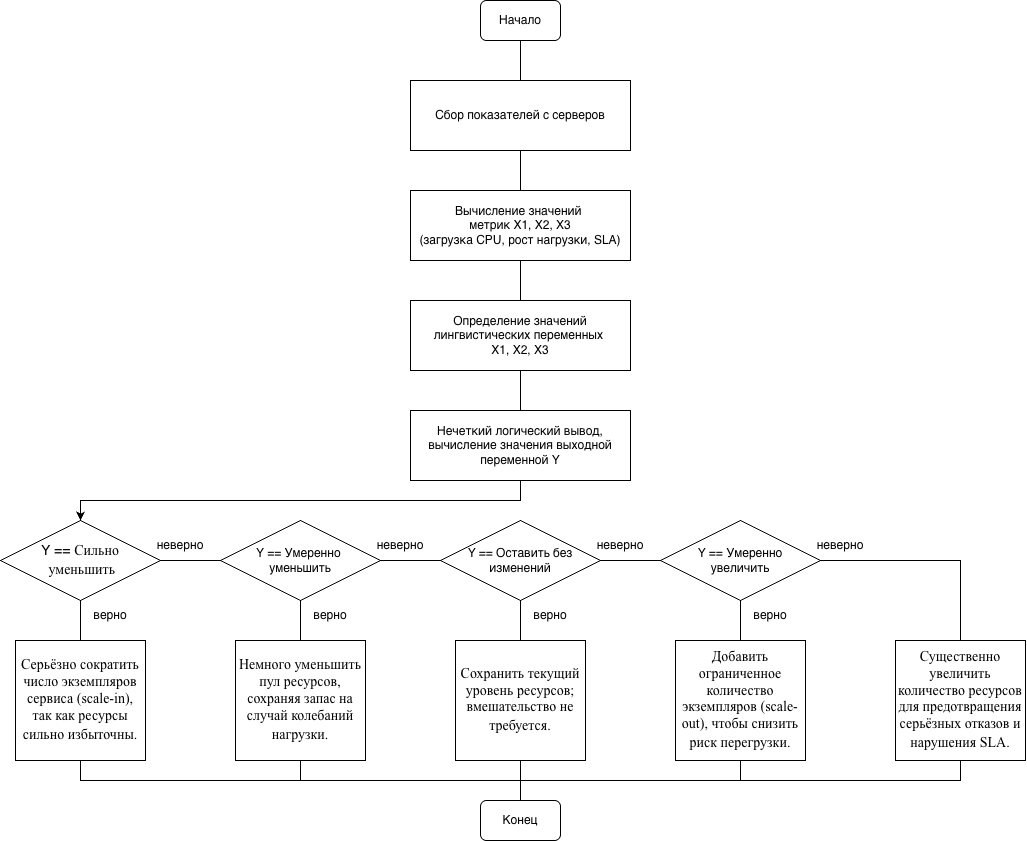 Начало
Сбор показателей с серверов
Вычисление значений
метрик X1, X2, X3
(загрузка CPU, рост нагрузки, SLA)
Определение значений
лингвистических переменных
X1, X2, X3
Нечеткий логический вывод,
вычисление значения выходной
переменной Y
Y == Сильно
уменьшить
неверно
верно
Y == Умеренно
уменьшить
неверно
верно
Y == Оставить без
изменений
неверно
верно
Y == Умеренно
увеличить
неверно
верно
Серьёзно сократить
число экземпляров
сервиса (scale-in),
так как ресурсы
сильно избыточны.
Немного уменьшить
пул ресурсов,
сохраняя запас на
случай колебаний
нагрузки.
Сохранить текущий
уровень ресурсов;
вмешательство не
требуется.
Добавить
ограниченное
количество
экземпляров (scale-
out), чтобы снизить
риск перегрузки.
Существенно
увеличить
количество ресурсов
для предотвращения
серьёзных отказов и
нарушения SLA.
Конец